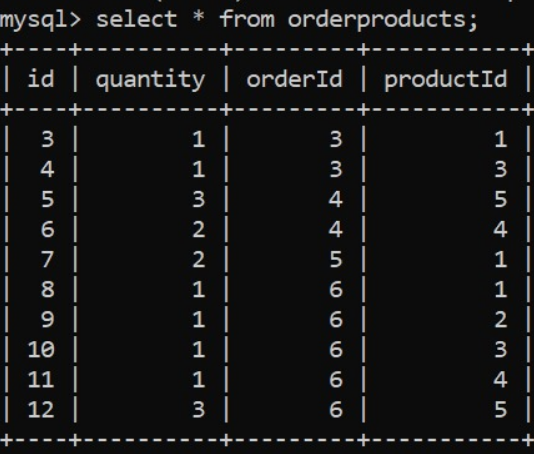 mysql> select * from orderproducts;
+----+----------+---------+-----------+
| id | quantity | orderId | productId |
+----+----------+---------+-----------+
|  3 |        1 |       3 |         1 |
|  4 |        1 |       3 |         3 |
|  5 |        3 |       4 |         5 |
|  6 |        2 |       4 |         4 |
|  7 |        2 |       5 |         1 |
|  8 |        1 |       6 |         1 |
|  9 |        1 |       6 |         2 |
| 10 |        1 |       6 |         3 |
| 11 |        1 |       6 |         4 |
| 12 |        3 |       6 |         5 |
+----+----------+---------+-----------+